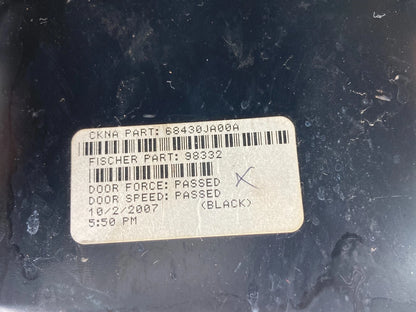 CKNA PART: 68430JA00A
FISCHER PART: 98332
DOOR FORCE: PASSED
DOOR SPEED: PASSED
10/2/2007 (BLACK)
5:50 PM